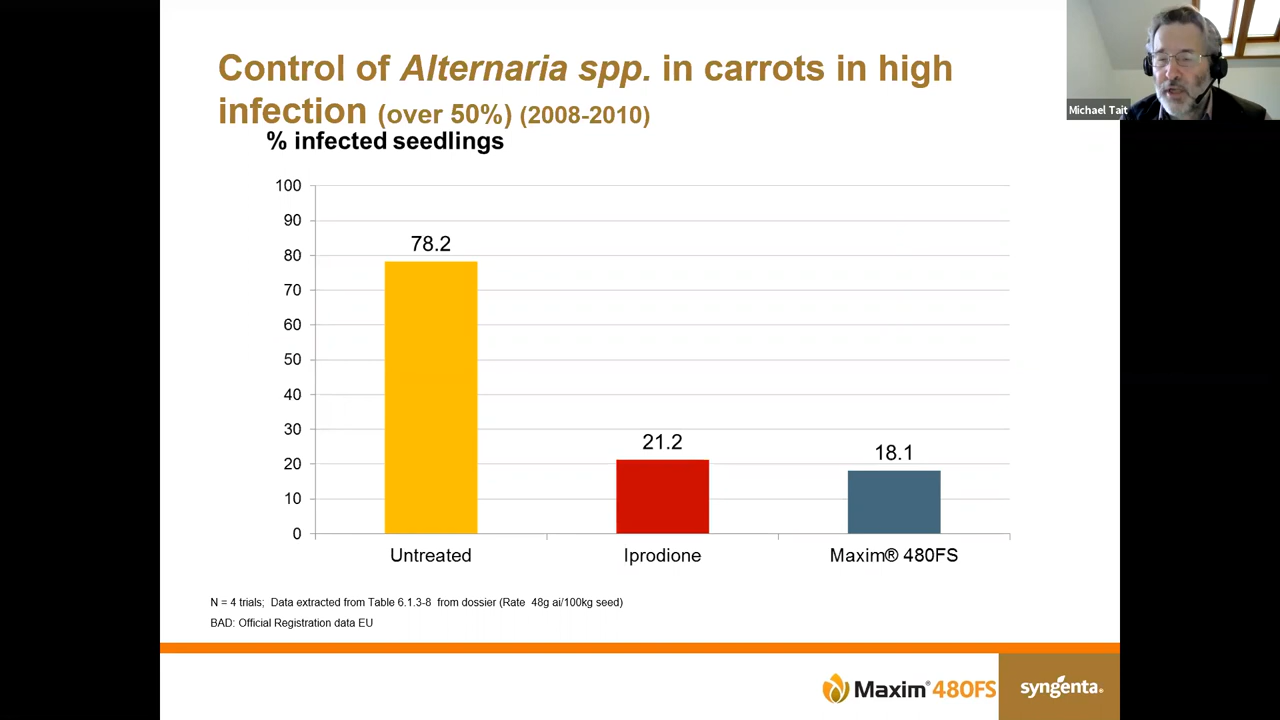 Control of Alternaria spp. in carrots in high
infection (over 50%) (2008-2010)
% infected seedlings
Michael Tait
100
90
80
70
60
50
40
30
20
10
0
78.2
21.2
18.1
Untreated
Iprodione
Maxim® 480FS
N = 4 trials; Data extracted from Table 6.1.3-8 from dossier (Rate 48g ai/100kg seed)
BAD: Official Registration data EU
Maxim® 480FS
syngenta®